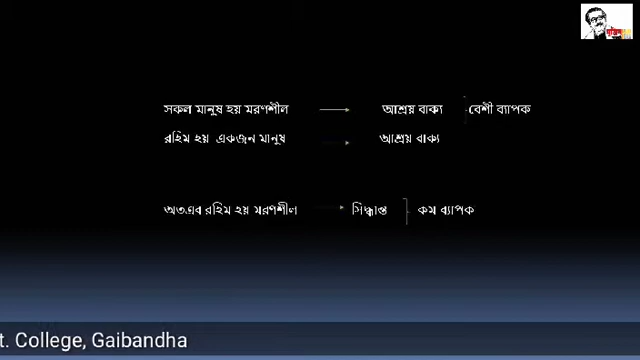 সকল মানুষ হয় মরণশীল আশ্রয় বাক্য বেশী ব্যাপক
রহিম হয় একজন মানুষ আশ্রয় বাক্য
অতএব রহিম হয় মরণশীল সিদ্ধান্ত কম ব্যাপক
t. College, Gaibandha